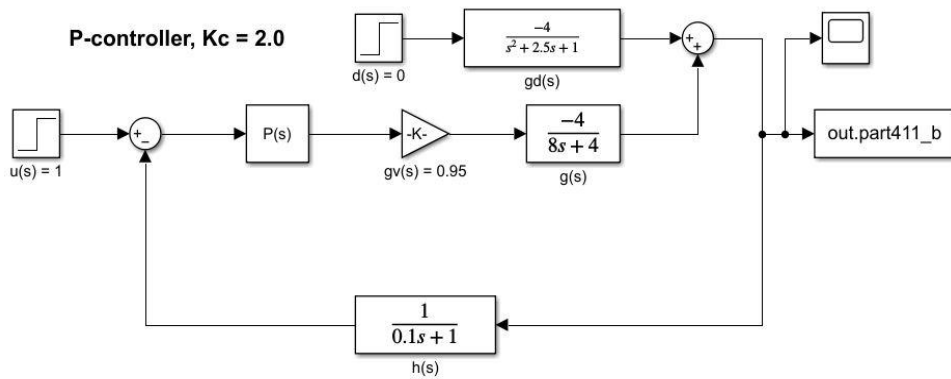 P-controller, Kc = 2.0
d(s) = 0
-4
s² + 2.5s + 1
gd(s)
+
+
u(s) = 1
+
−
P(s)
-K-
gv(s) = 0.95
-4
8s + 4
g(s)
out.part411_b
1
0.1s + 1
h(s)